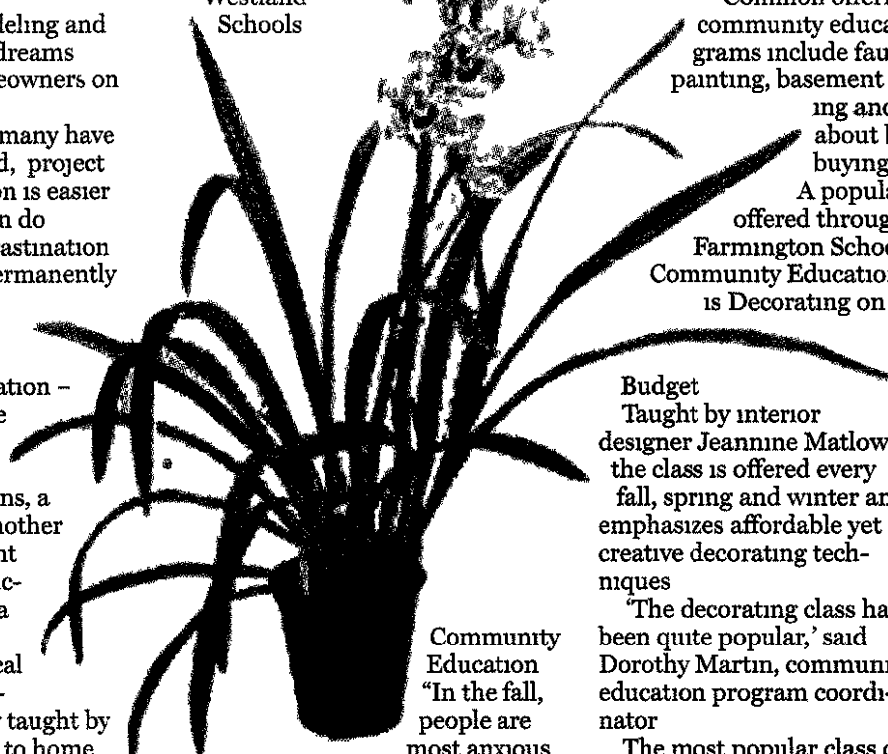 deling and
dreams
eowners on
many have
d, project
on is easier
n do
astination
ermanently
ation –
e
ns, a
nother
nt
ic-
a
cal
-
taught by
to home
Westland
Schools
Community
Education
“In the fall,
people are
most anxious
Common offeri
community educa
grams include fau
painting, basement
ing and
about
buying
A popula
offered throug
Farmington Schoo
Community Education
is Decorating on
Budget
Taught by interior
designer Jeannine Matlow
the class is offered every
fall, spring and winter an
emphasizes affordable yet
creative decorating tech-
niques
‘The decorating class ha
been quite popular,’ said
Dorothy Martin, communi
education program coordi-
nator
The most popular class